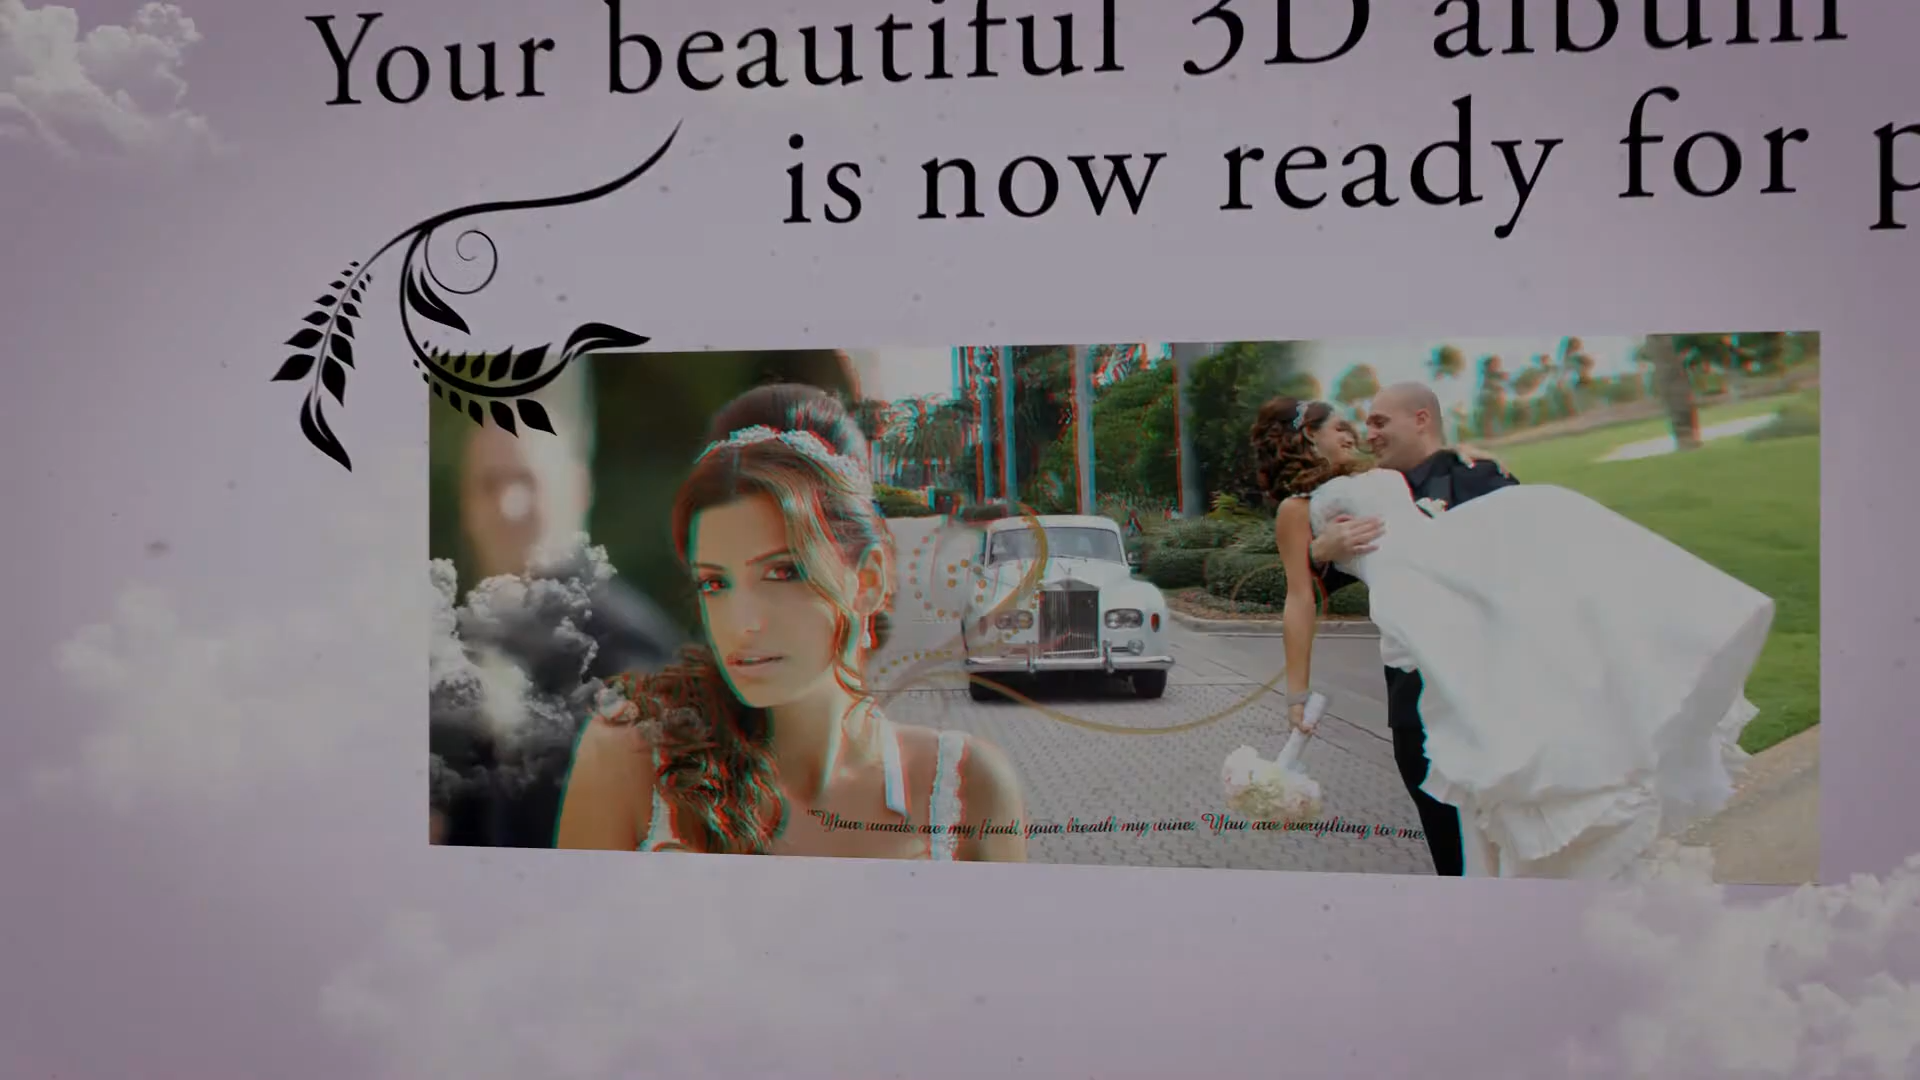 Your beautiful 3D album
is now ready for p
"Your words are my food, your breath my wine. You are everything to me.